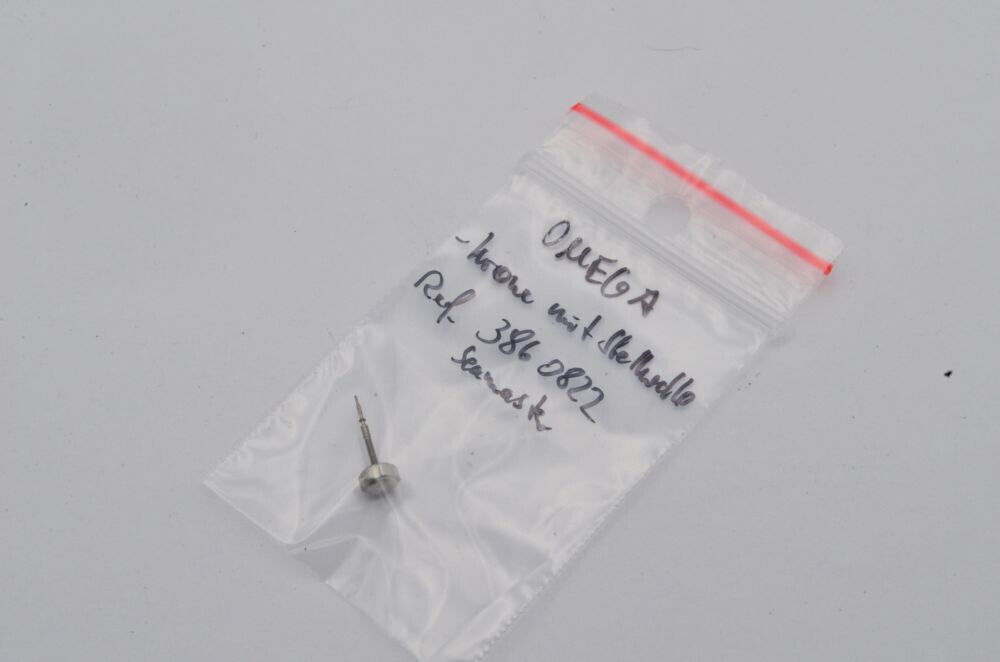 OMEGA
- Krone mit Stellwelle
Ref. 386 0822
Seamaster